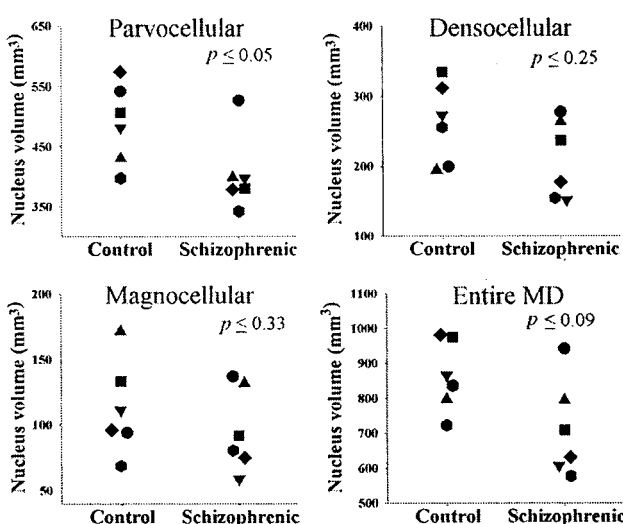 Parvocellular
p ≤ 0.05
Nucleus volume (mm³)
650
550
450
350
Control Schizophrenic
Densocellular
p ≤ 0.25
Nucleus volume (mm³)
400
300
200
100
Control Schizophrenic
Magnocellular
p ≤ 0.33
Nucleus volume (mm³)
200
150
100
50
Control Schizophrenic
Entire MD
p ≤ 0.09
Nucleus volume (mm³)
1100
1000
900
800
700
600
500
Control Schizophrenic